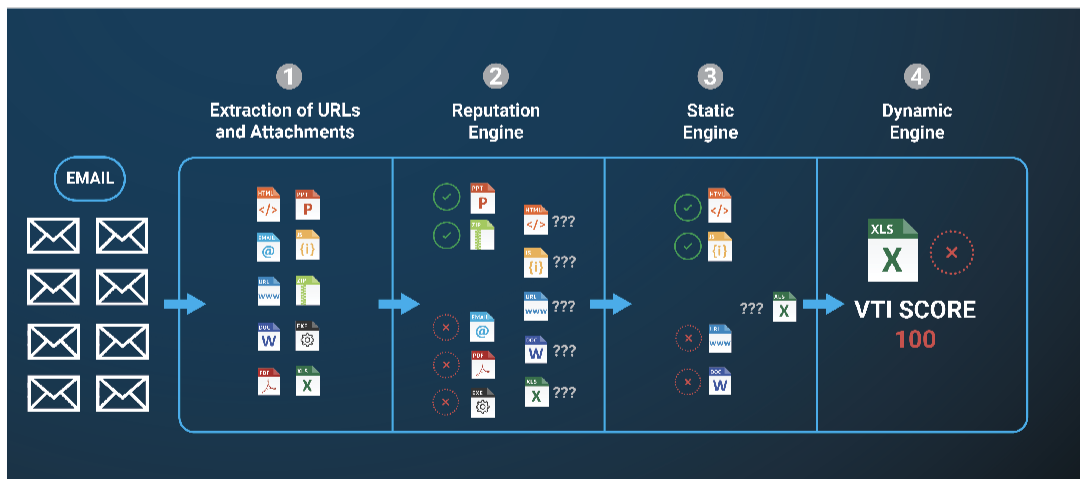 1
Extraction of URLs
and Attachments
2
Reputation
Engine
3
Static
Engine
4
Dynamic
Engine
EMAIL
HTML
</>
PPT
P
EMAIL
@
JS
{i}
URL
www
ZIP
DOC
W
EXE
PDF
XLS
X
PPT
P
ZIP
HTML
</>
???
JS
{i}
???
URL
www
???
EMAIL
@
DOC
W
???
PDF
XLS
X
???
EXE
HTML
</>
JS
{i}
???
XLS
X
URL
www
DOC
W
XLS
X
VTI SCORE
100